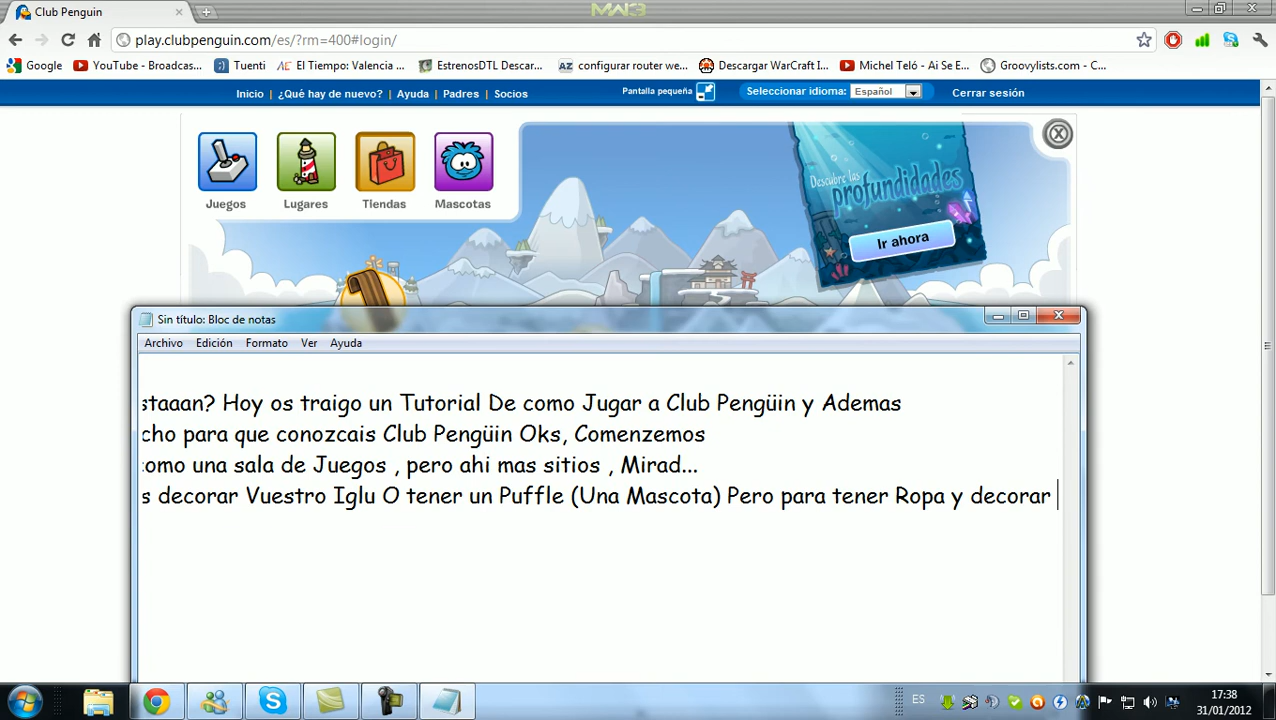 Club Penguin
MW3
play.clubpenguin.com/es/?rm=400#login/
Google
YouTube - Broadcas...
Tuenti
El Tiempo: Valencia ...
EstrenosDTL Descar...
configurar router we...
Descargar WarCraft I...
Michel Teló - Ai Se E...
Groovylists.com - C...
Inicio | ¿Qué hay de nuevo? | Ayuda | Padres | Socios
Pantalla pequeña
Seleccionar idioma: Español
Cerrar sesión
Juegos
Lugares
Tiendas
Mascotas
Descubre las
profundidades
Ir ahora
Sin título: Bloc de notas
Archivo Edición Formato Ver Ayuda
staaan? Hoy os traigo un Tutorial De como Jugar a Club Pengüin y Ademas
cho para que conozcais Club Pengüin Oks, Comenzemos
omo una sala de Juegos , pero ahi mas sitios , Mirad...
s decorar Vuestro Iglu O tener un Puffle (Una Mascota) Pero para tener Ropa y decorar
ES
17:38
31/01/2012